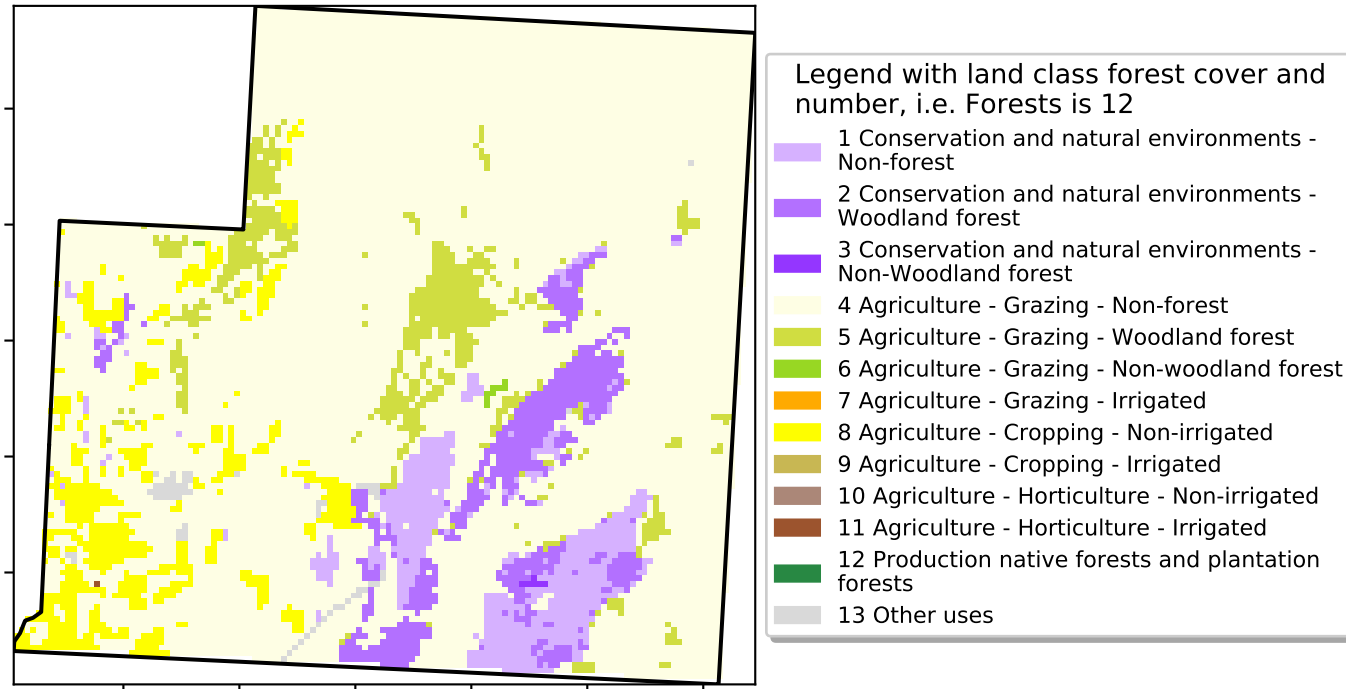 Legend with land class forest cover and
number, i.e. Forests is 12
1 Conservation and natural environments -
Non-forest
2 Conservation and natural environments -
Woodland forest
3 Conservation and natural environments -
Non-Woodland forest
4 Agriculture - Grazing - Non-forest
5 Agriculture - Grazing - Woodland forest
6 Agriculture - Grazing - Non-woodland forest
7 Agriculture - Grazing - Irrigated
8 Agriculture - Cropping - Non-irrigated
9 Agriculture - Cropping - Irrigated
10 Agriculture - Horticulture - Non-irrigated
11 Agriculture - Horticulture - Irrigated
12 Production native forests and plantation
forests
13 Other uses